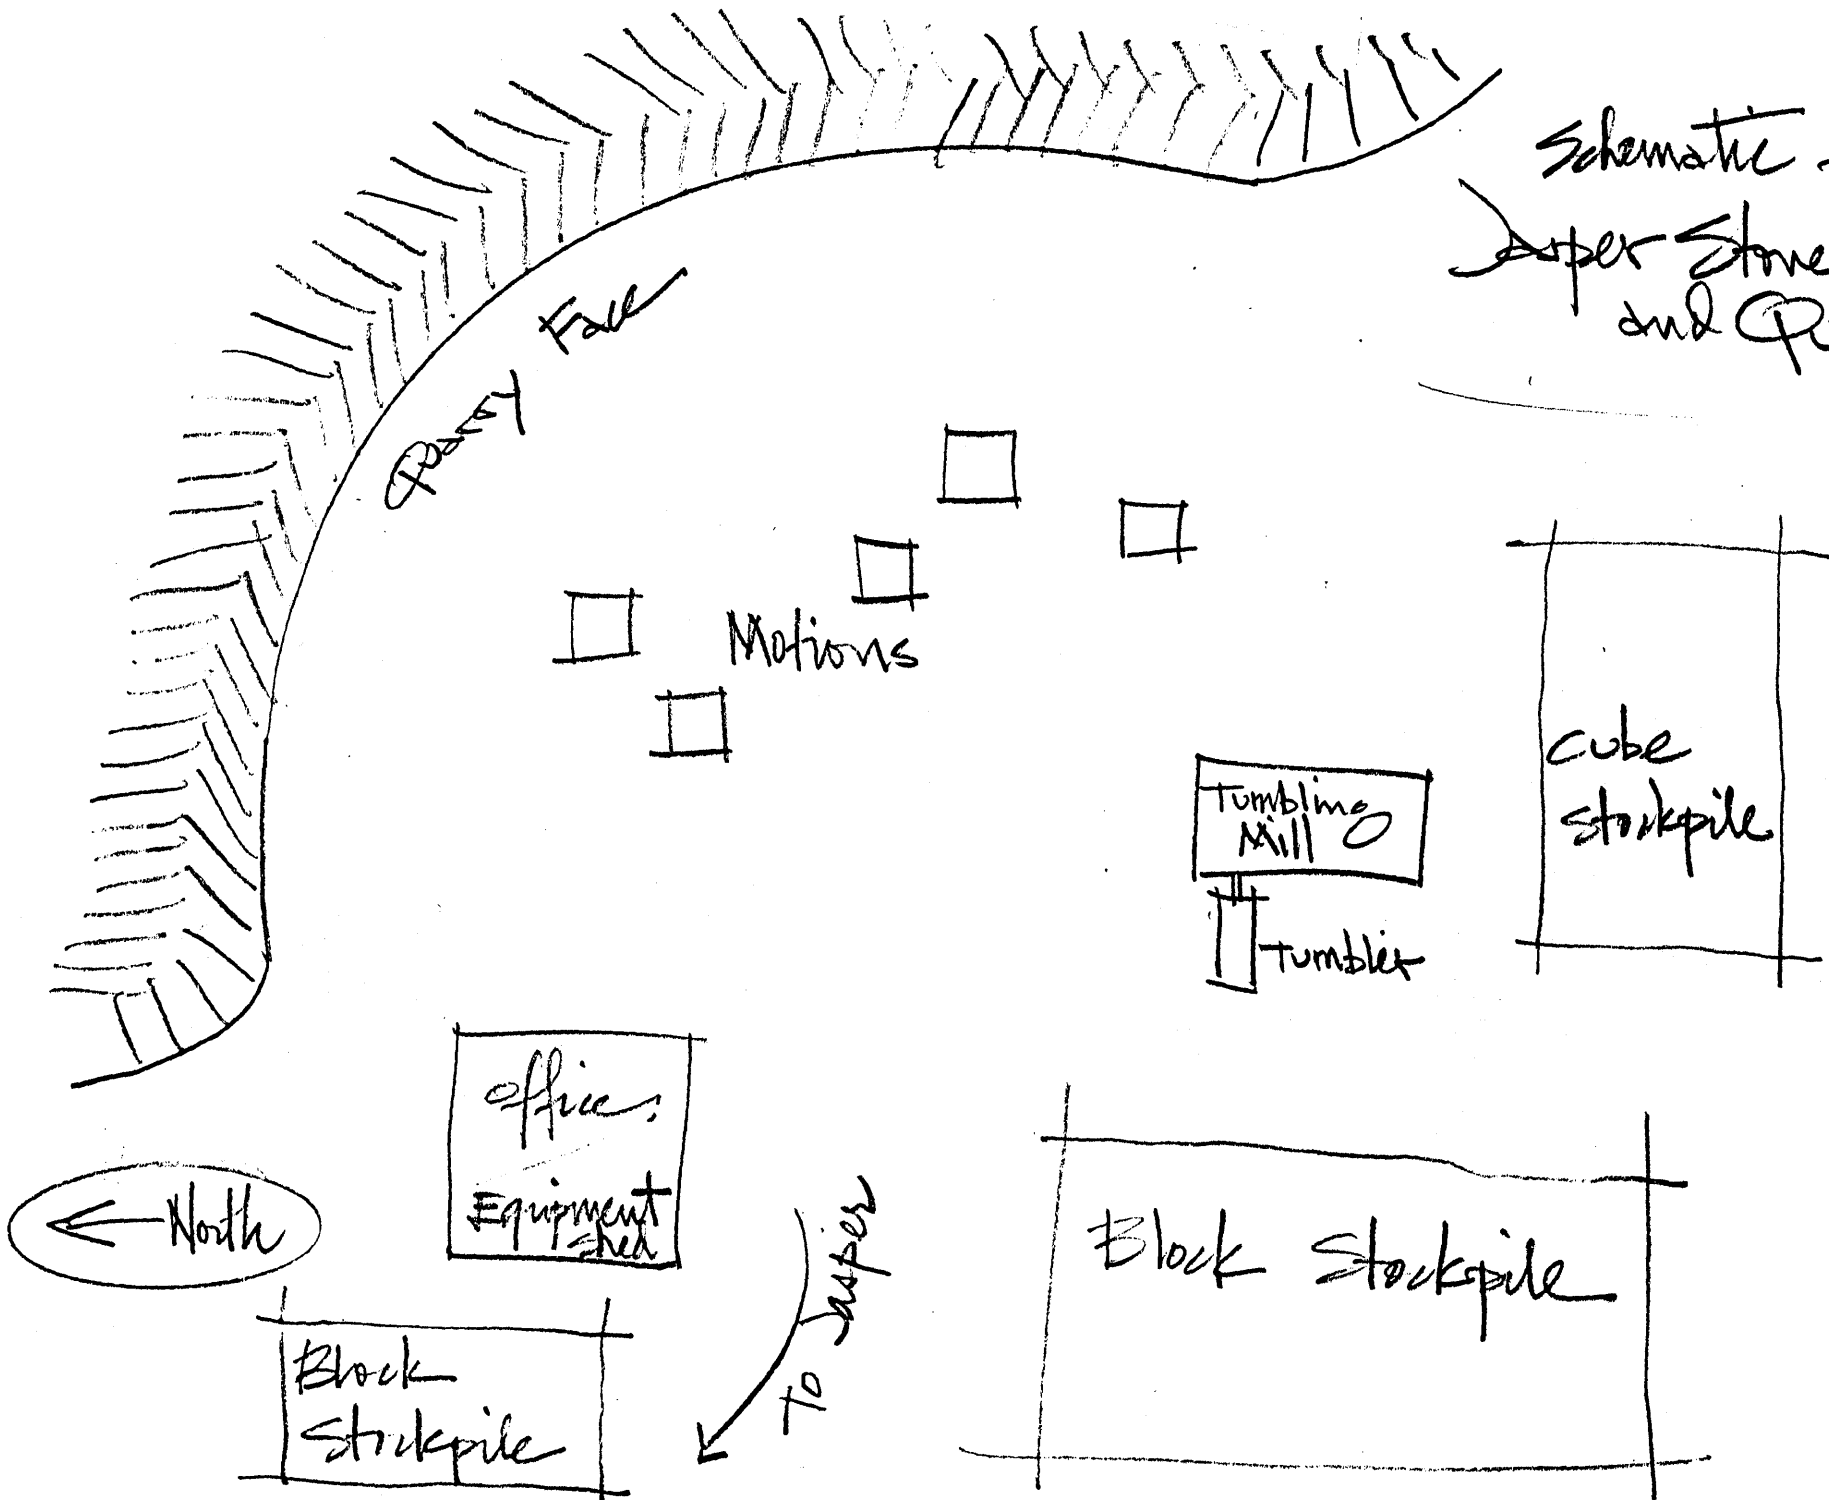 Schematic -
Jasper Stone
and Qu
Quarry Face
Motions
Tumbling
Mill
Tumbler
Cube
Stockpile
Office:
Equipment
Shed
North
To Jasper
Block Stockpile
Block
Stockpile